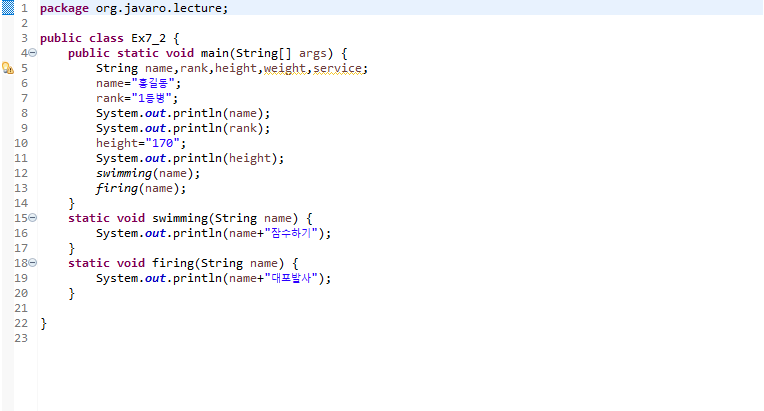 1 package org.javaro.lecture;
2
3 public class Ex7_2 {
4 public static void main(String[] args) {
5 String name,rank,height,weight,service;
6 name="홍길동";
7 rank="1등병";
8 System.out.println(name);
9 System.out.println(rank);
10 height="170";
11 System.out.println(height);
12 swimming(name);
13 firing(name);
14 }
15 static void swimming(String name) {
16 System.out.println(name+"잠수하기");
17 }
18 static void firing(String name) {
19 System.out.println(name+"대포발사");
20 }
21
22 }
23